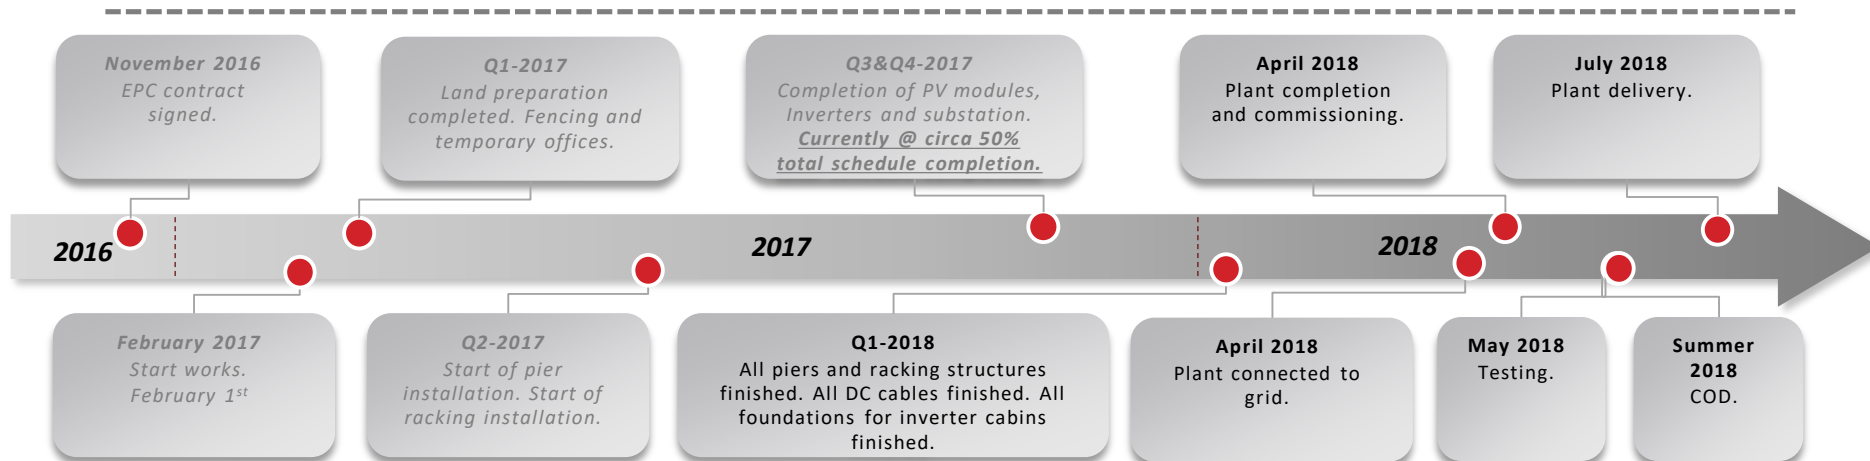 November 2016
EPC contract
signed.
Q1-2017
Land preparation
completed. Fencing and
temporary offices.
Q3&Q4-2017
Completion of PV modules,
Inverters and substation.
Currently @ circa 50%
total schedule completion.
April 2018
Plant completion
and commissioning.
July 2018
Plant delivery.
2016
2017
2018
February 2017
Start works.
February 1st
Q2-2017
Start of pier
installation. Start of
racking installation.
Q1-2018
All piers and racking structures
finished. All DC cables finished. All
foundations for inverter cabins
finished.
April 2018
Plant connected to
grid.
May 2018
Testing.
Summer
2018
COD.